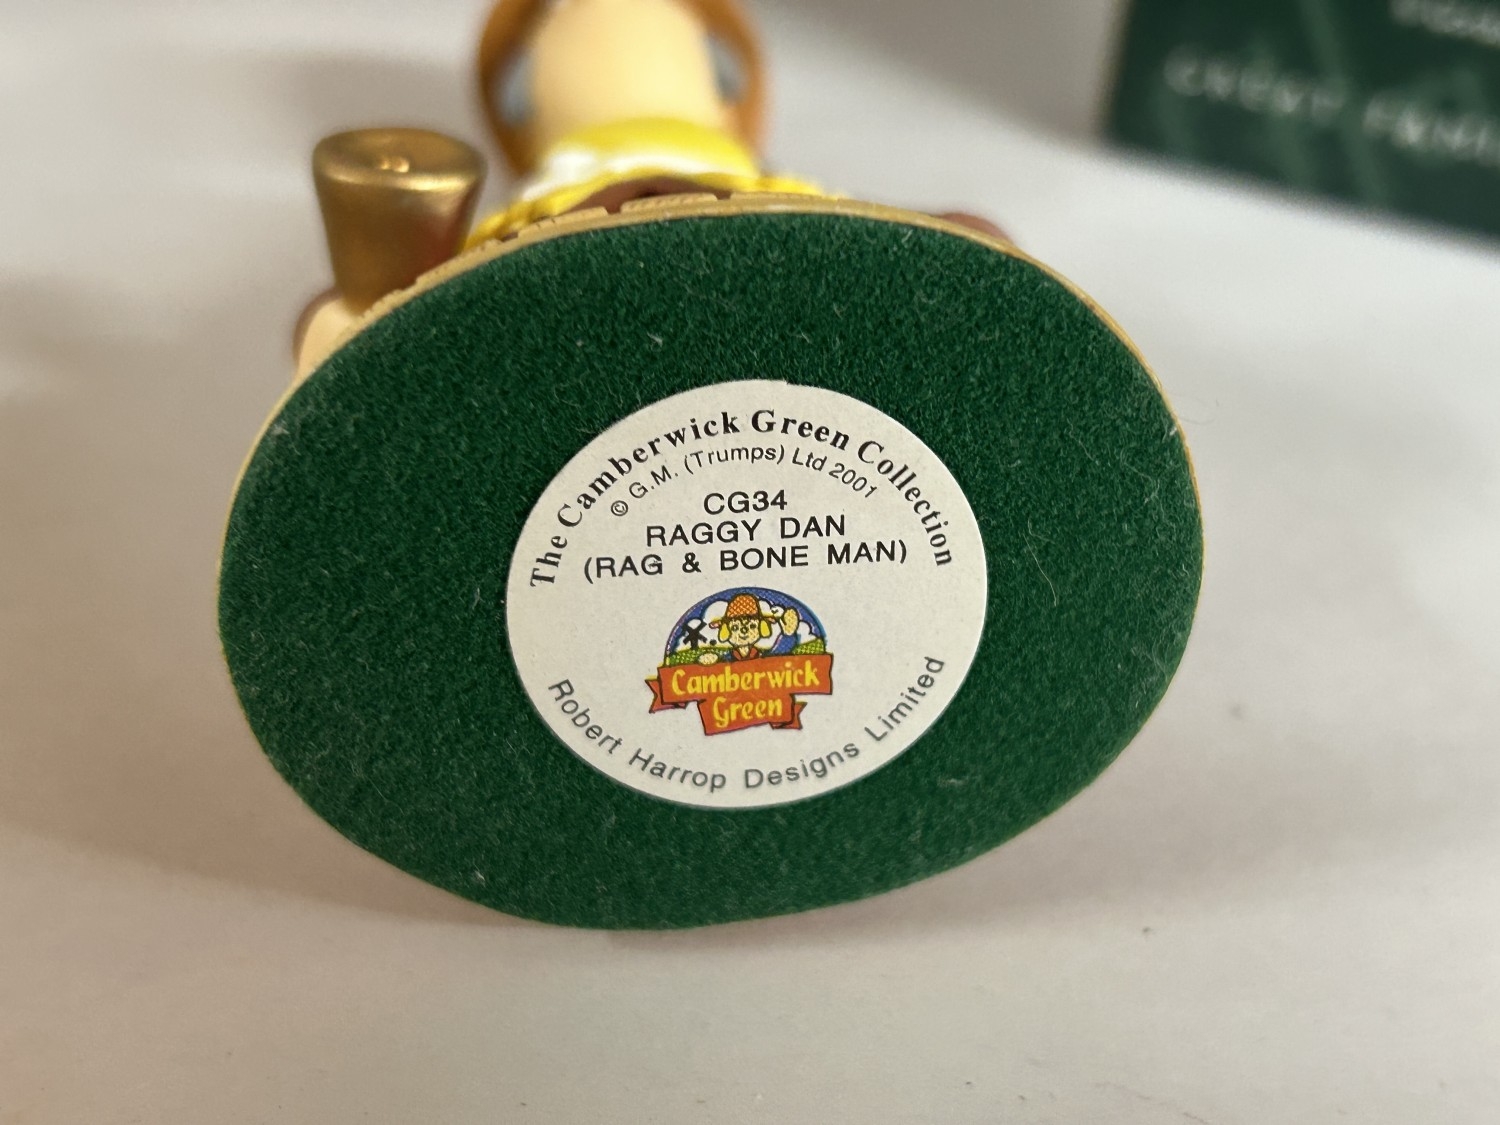 The Camberwick Green Collection
© G.M. (Trumps) Ltd 2001
CG34
RAGGY DAN
(RAG & BONE MAN)
Camberwick
Green
Robert Harrop Designs Limited